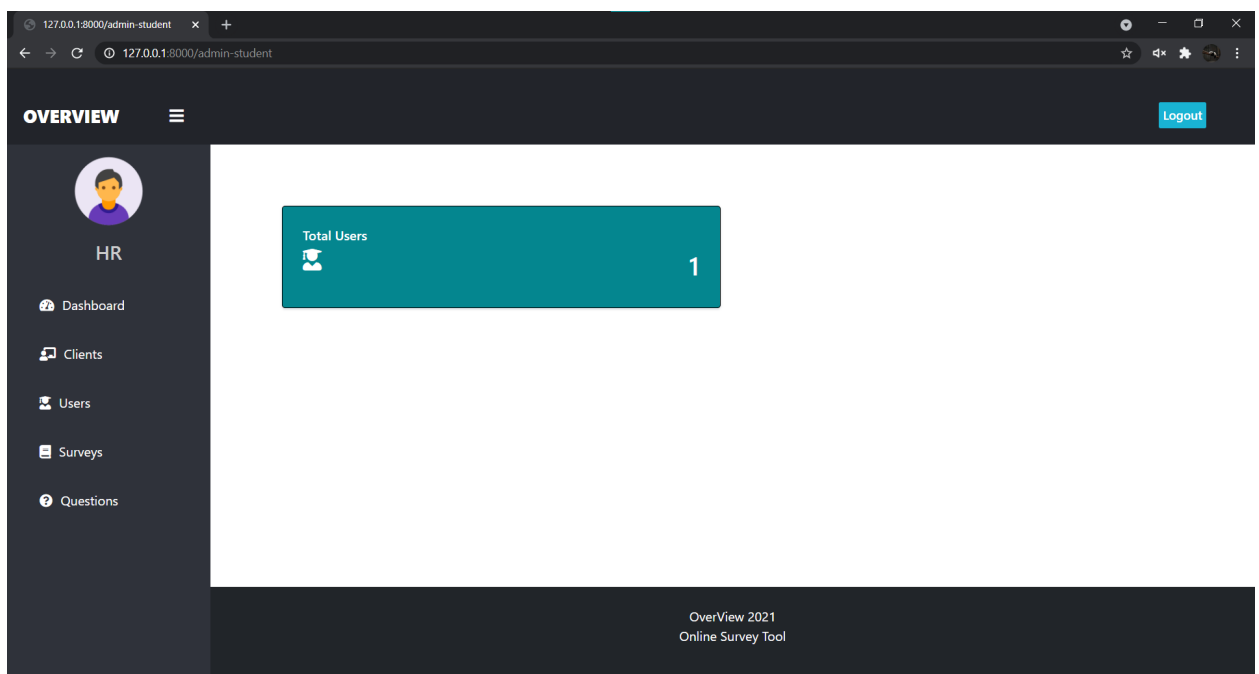 127.0.0.1:8000/admin-student
127.0.0.1:8000/admin-student
OVERVIEW
Logout
HR
Dashboard
Clients
Users
Surveys
Questions
Total Users
1
OverView 2021
Online Survey Tool